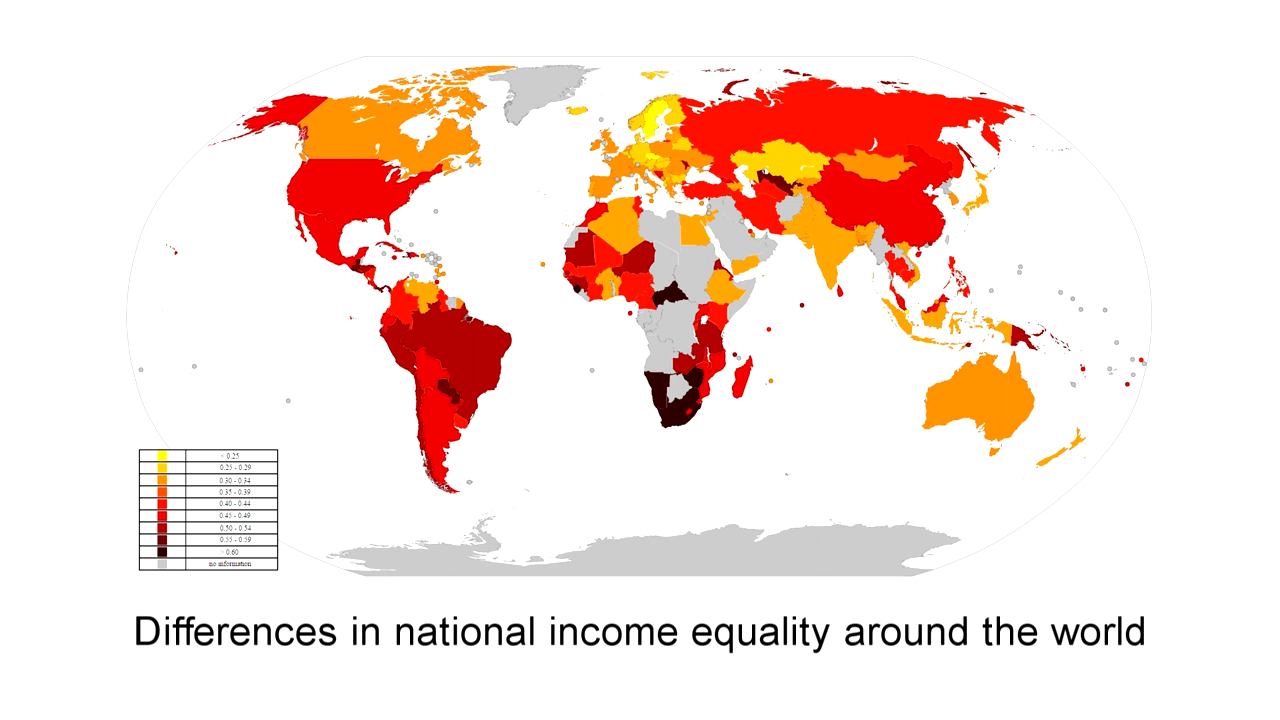 < 0.25
0.25 - 0.29
0.30 - 0.34
0.35 - 0.39
0.40 - 0.44
0.45 - 0.49
0.50 - 0.54
0.55 - 0.59
0.60
no information
Differences in national income equality around the world